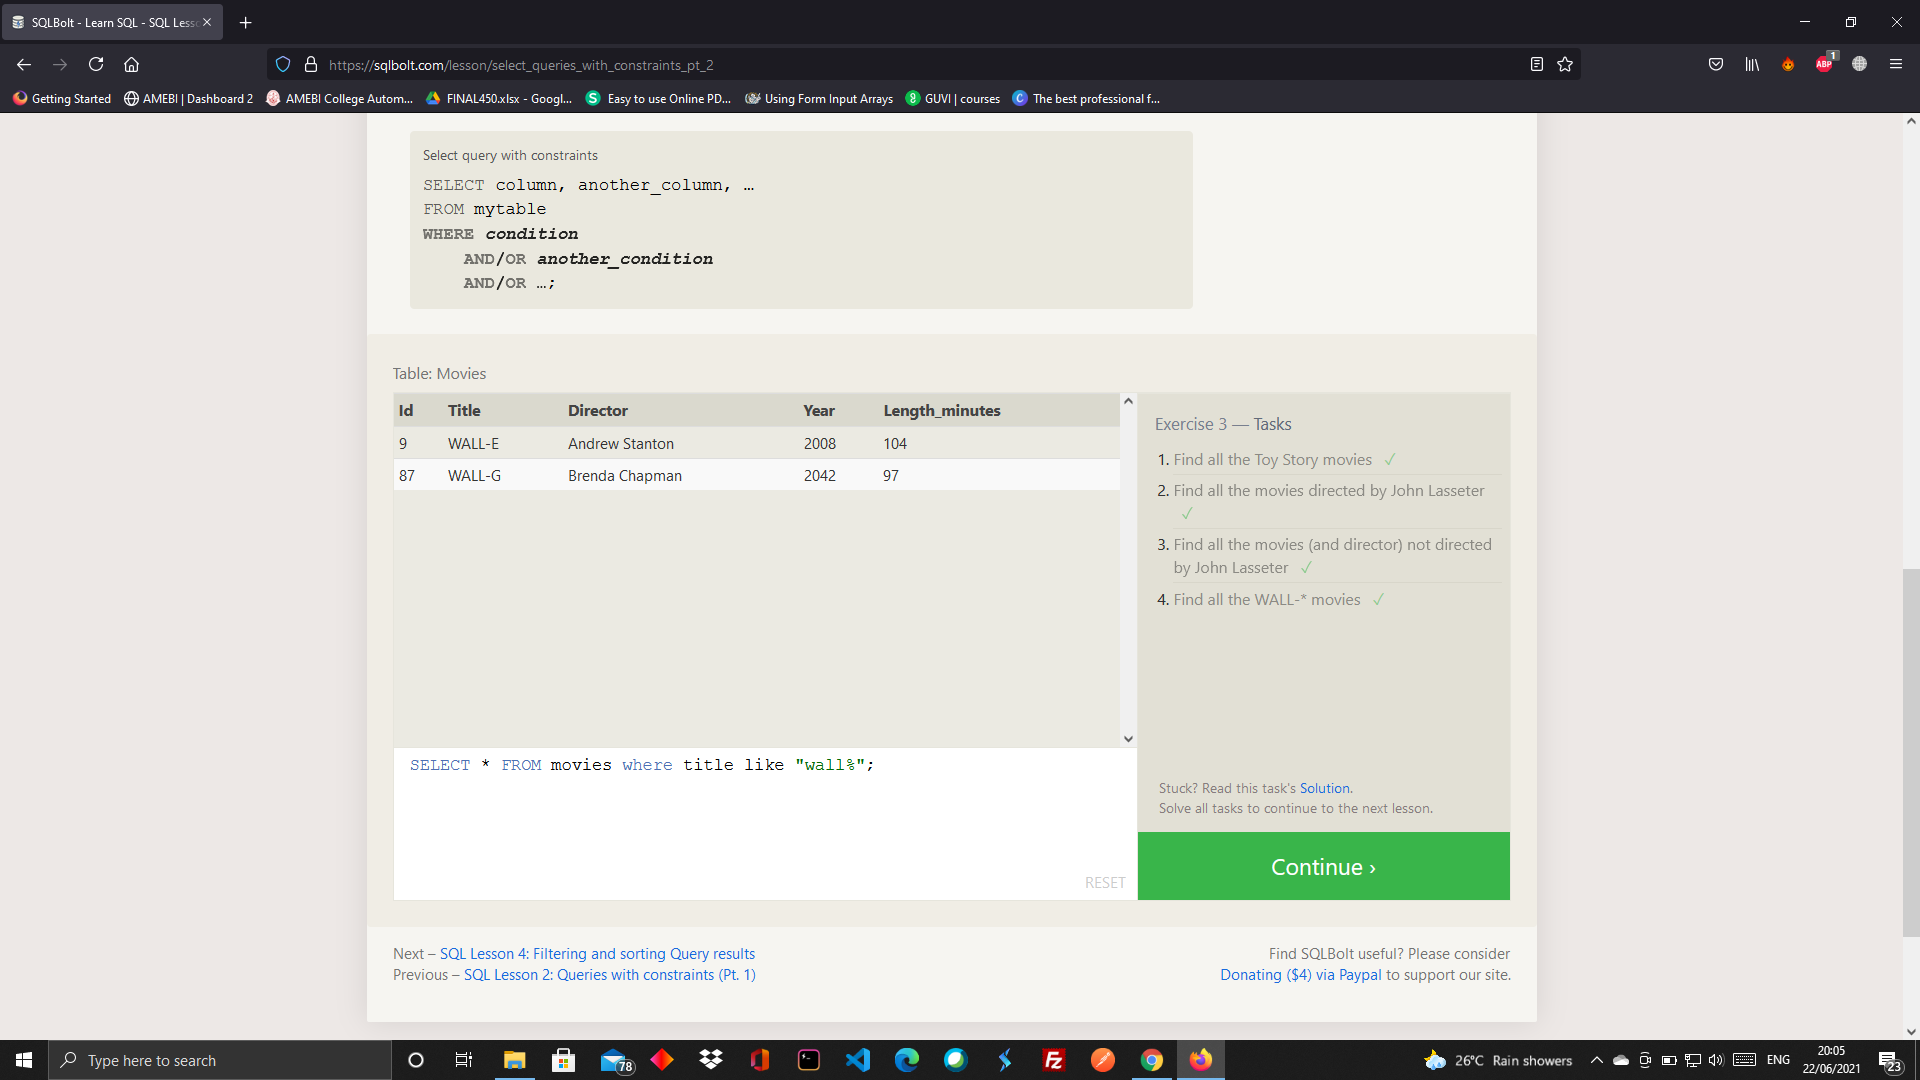 SQLBolt - Learn SQL - SQL Less
https://sqlbolt.com/lesson/select_queries_with_constraints_pt_2
ABP
1
Getting Started
AMEBI | Dashboard 2
AMEBI College Autom...
FINAL450.xlsx - Googl...
Easy to use Online PD...
Using Form Input Arrays
GUVI | courses
The best professional f...
Select query with constraints
SELECT column, another_column, …
FROM mytable
WHERE condition
AND/OR another_condition
AND/OR …;
Table: Movies
Id Title Director Year Length_minutes
9 WALL-E Andrew Stanton 2008 104
87 WALL-G Brenda Chapman 2042 97
SELECT * FROM movies where title like "wall%";
RESET
Exercise 3 — Tasks
1. Find all the Toy Story movies ✓
2. Find all the movies directed by John Lasseter
✓
3. Find all the movies (and director) not directed
by John Lasseter ✓
4. Find all the WALL-* movies ✓
Stuck? Read this task's Solution.
Solve all tasks to continue to the next lesson.
Continue ›
Next – SQL Lesson 4: Filtering and sorting Query results
Previous – SQL Lesson 2: Queries with constraints (Pt. 1)
Find SQLBolt useful? Please consider
Donating ($4) via Paypal to support our site.
Type here to search
78
Fz
26°C Rain showers
ENG
20:05
22/06/2021
23